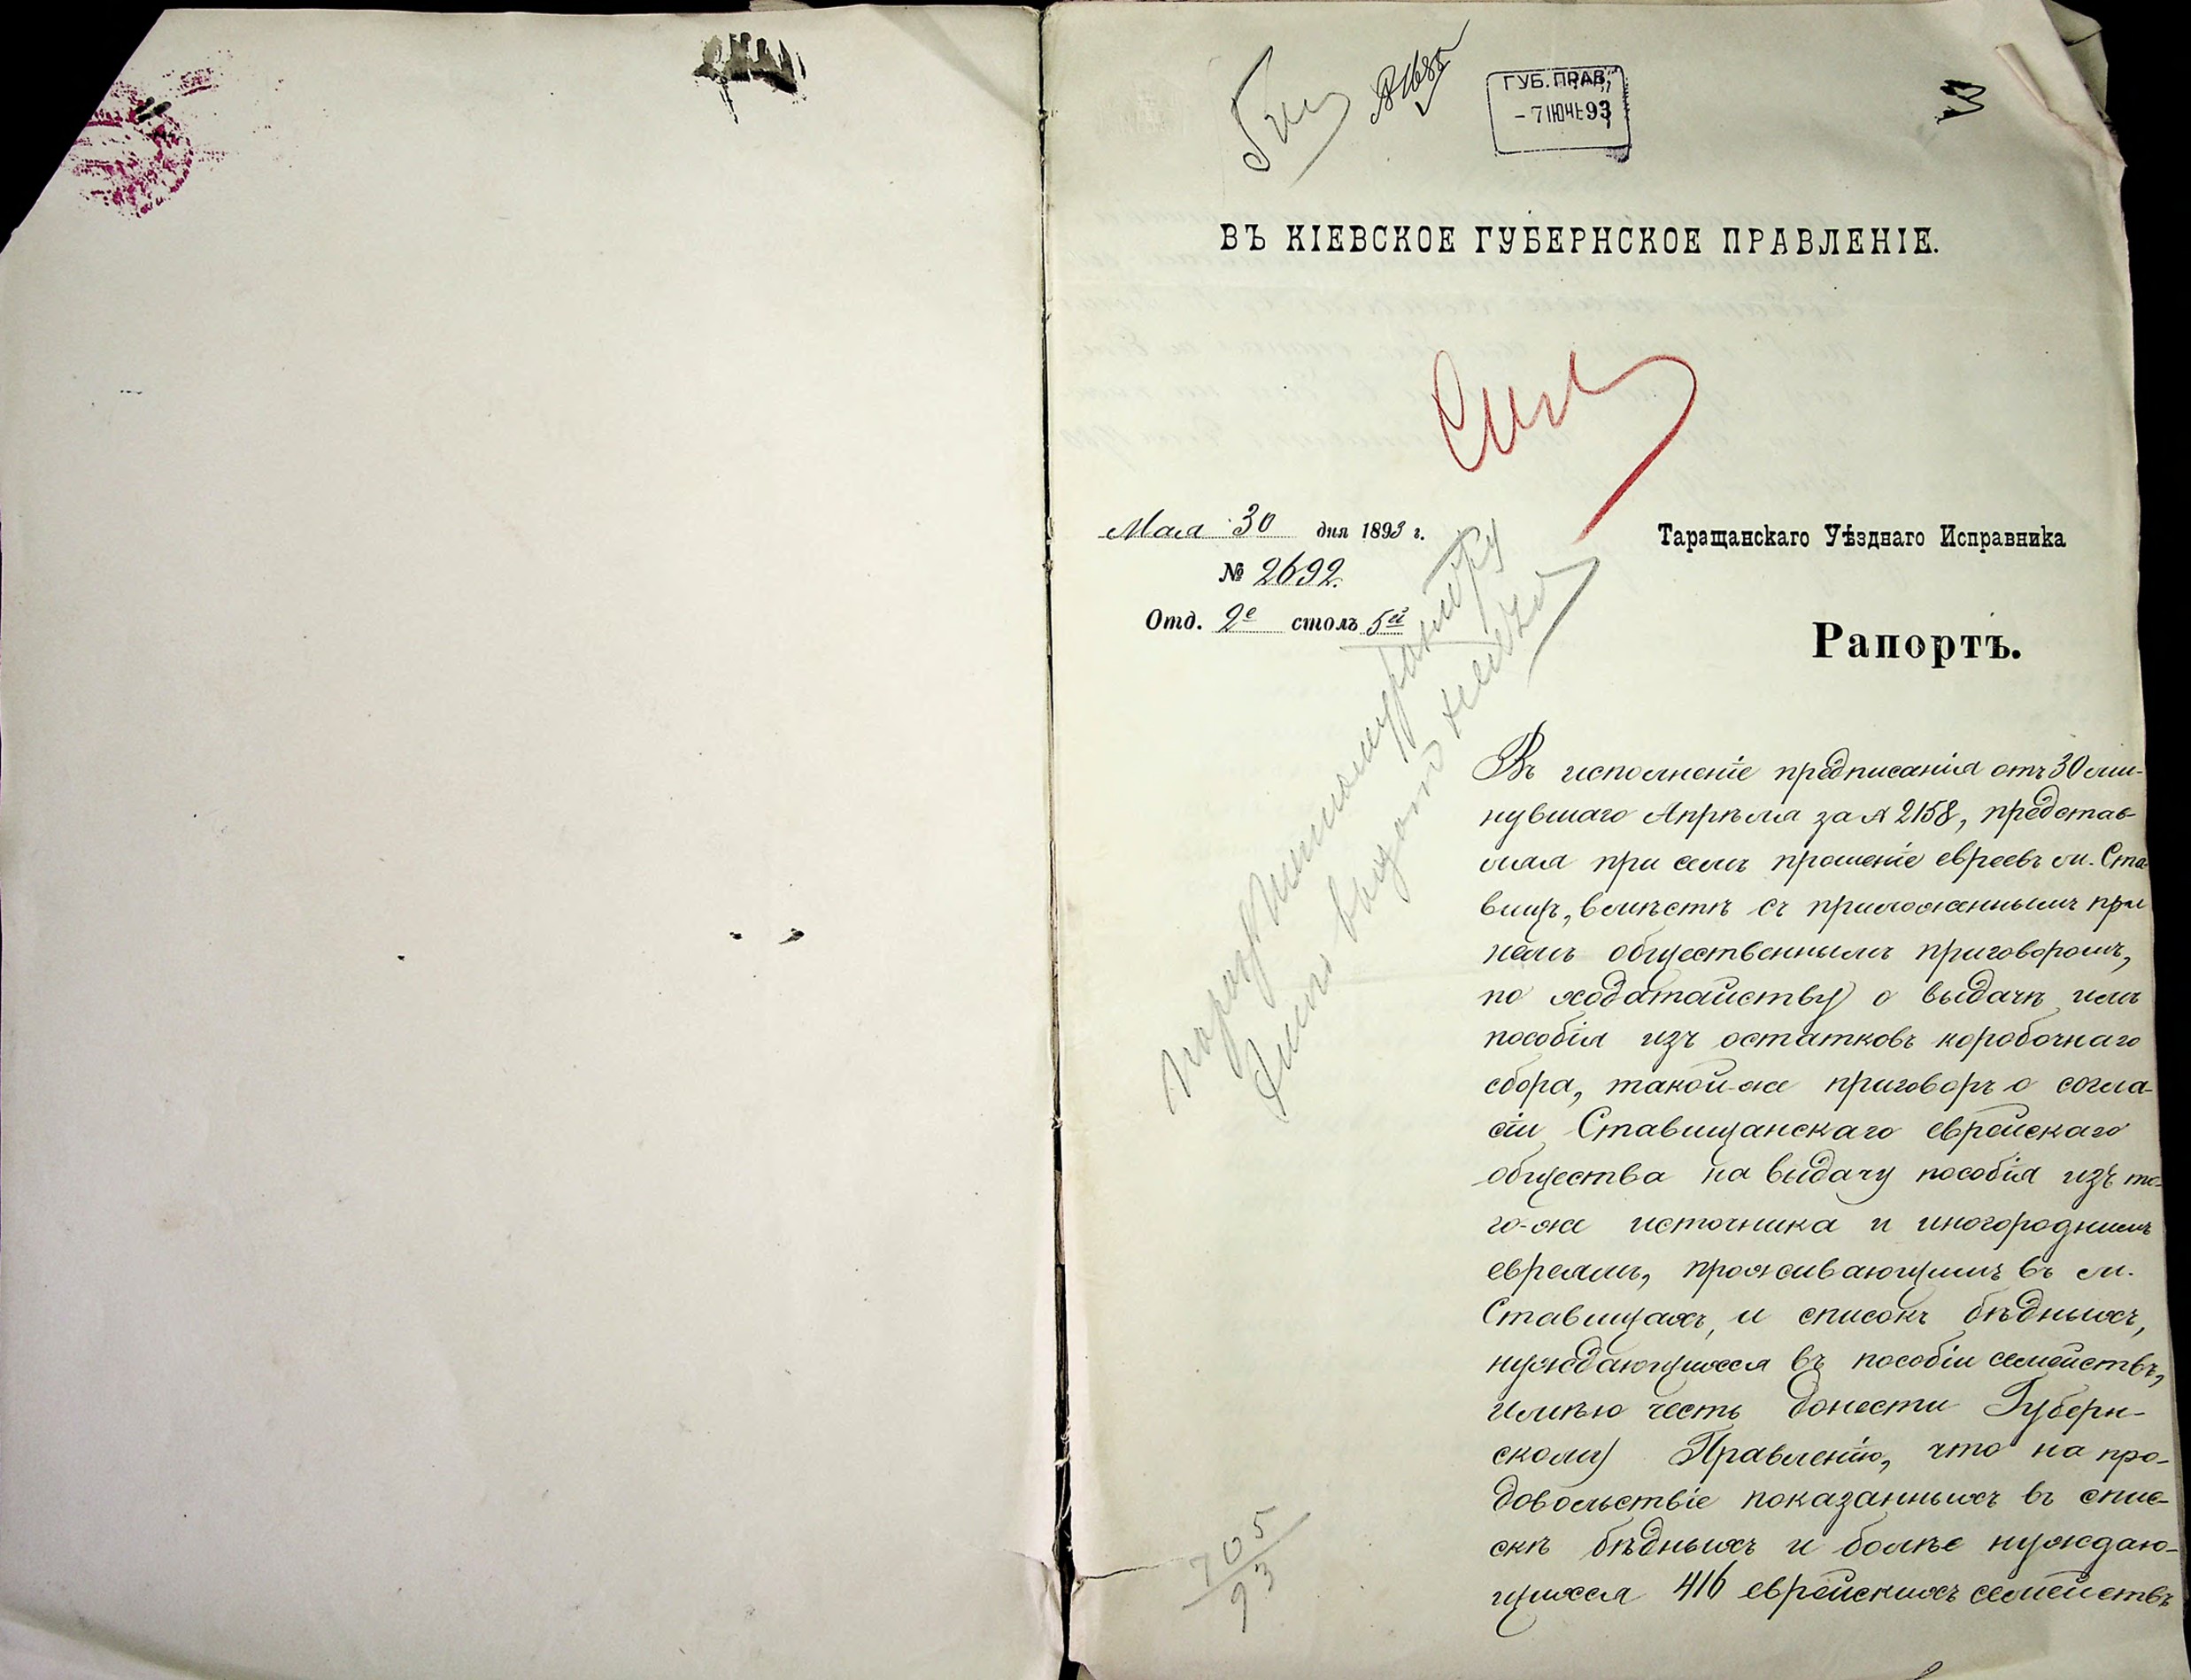 ГУБ. ПРАВ.
- 7 ІЮНЬ 93
ВЪ КІЕВСКОЕ ГУБЕРНСКОЕ ПРАВЛЕНІЕ.
Мая 30 дня 1893 г.
№ 2692.
Отд. 2е столъ 5й
Таращанскаго Уѣзднаго Исправника
Рапортъ.
Въ исполненіе предписанія отъ 30 ми-
нувшаго Апрѣля за № 2158, представ-
ляя при семъ прошеніе евреевъ м. Ста-
вищъ, вмѣстѣ съ приложеннымъ при
немъ общественнымъ приговоромъ,
по ходатайству о выдачѣ имъ
пособія изъ остатковъ коробочнаго
сбора, такой-же приговоръ о согла-
сіи Ставищанскаго еврейскаго
общества на выдачу пособія изъ то-
го-же источника и иногороднимъ
евреямъ, проживающимъ въ м.
Ставищахъ, и списокъ бѣдныхъ,
нуждающихся въ пособіи семействъ,
имѣю честь донести Губерн-
скому Правленію, что на про-
довольствіе показанныхъ въ спис-
скѣ бѣдныхъ и болѣе нуждаю-
щихся 416 еврейскихъ семействъ
705
93